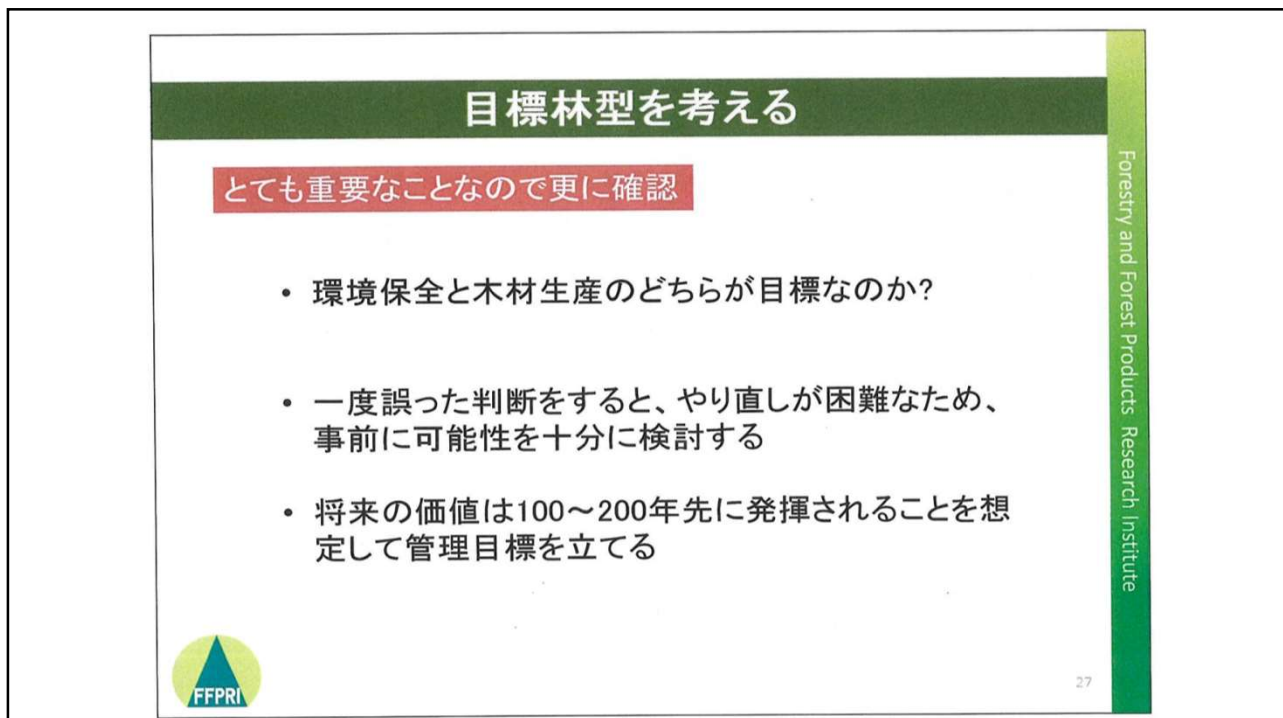 目標林型を考える
とても重要なことなので更に確認
• 環境保全と木材生産のどちらが目標なのか?
• 一度誤った判断をすると、やり直しが困難なため、
事前に可能性を十分に検討する
• 将来の価値は100～200年先に発揮されることを想
定して管理目標を立てる
Forestry and Forest Products Research Institute
FFPRI
27